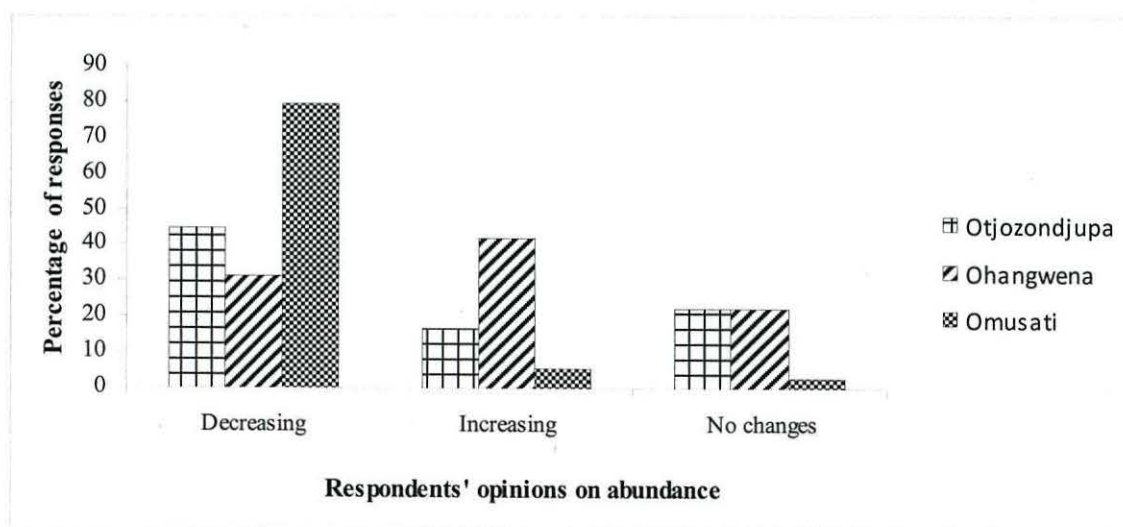 Percentage of responses
90
80
70
60
50
40
30
20
10
0
Decreasing
Increasing
No changes
Respondents' opinions on abundance
Otjozondjupa
Ohangwena
Omusati